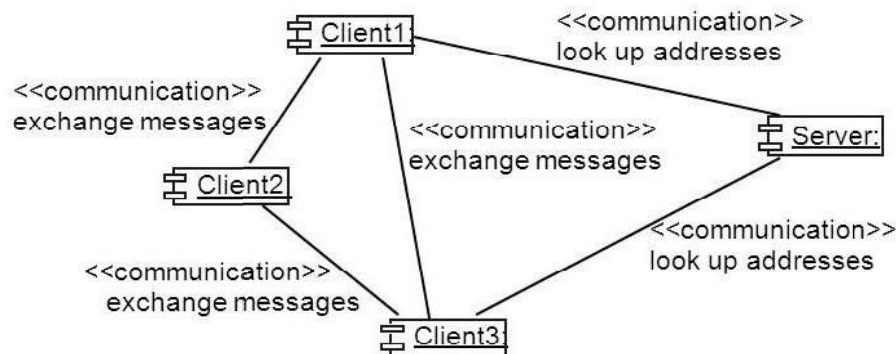 Client1:
<<communication>>
look up addresses
<<communication>>
exchange messages
<<communication>>
exchange messages
Server:
Client2
<<communication>>
look up addresses
<<communication>>
exchange messages
Client3: